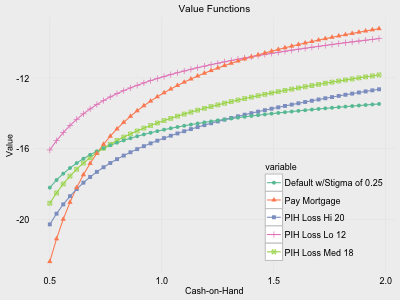 Value Functions
-12
-16
-20
Value
variable
Default w/Stigma of 0.25
Pay Mortgage
PIH Loss Hi 20
PIH Loss Lo 12
PIH Loss Med 18
0.5
1.0
1.5
2.0
Cash-on-Hand